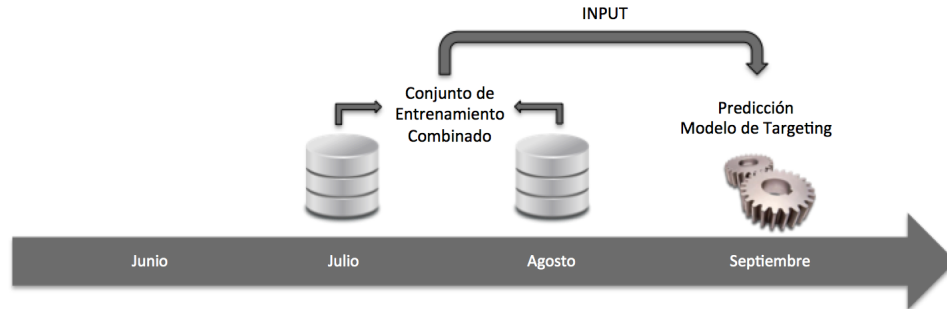 INPUT
Conjunto de
Entrenamiento
Combinado
Predicción
Modelo de Targeting
Junio
Julio
Agosto
Septiembre